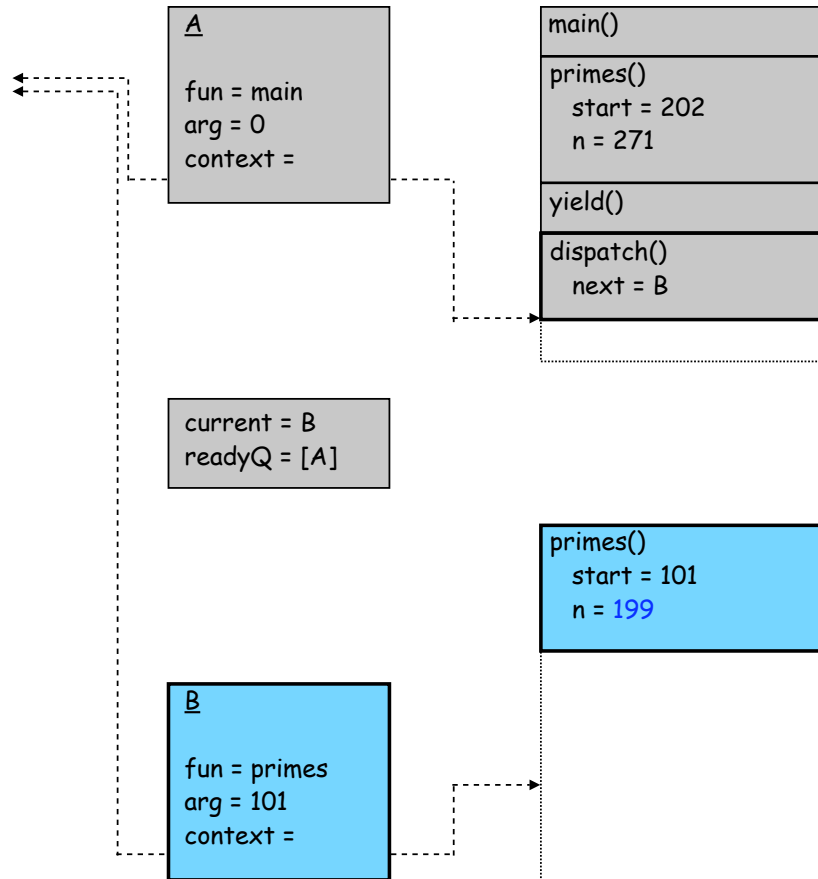 A
fun = main
arg = 0
context =
main()
primes()
start = 202
n = 271
yield()
dispatch()
next = B
current = B
readyQ = [A]
primes()
start = 101
n = 199
B
fun = primes
arg = 101
context =